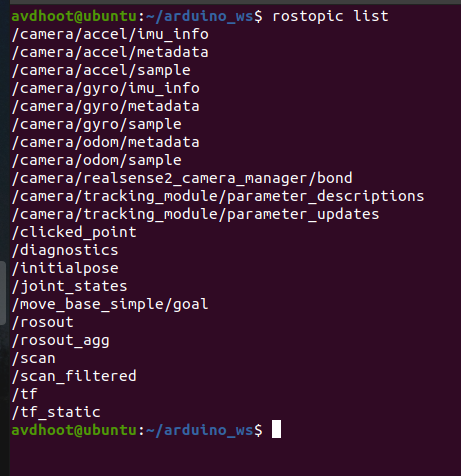 avdhoot@ubuntu:~/arduino_ws$ rostopic list
/camera/accel/imu_info
/camera/accel/metadata
/camera/accel/sample
/camera/gyro/imu_info
/camera/gyro/metadata
/camera/gyro/sample
/camera/odom/metadata
/camera/odom/sample
/camera/realsense2_camera_manager/bond
/camera/tracking_module/parameter_descriptions
/camera/tracking_module/parameter_updates
/clicked_point
/diagnostics
/initialpose
/joint_states
/move_base_simple/goal
/rosout
/rosout_agg
/scan
/scan_filtered
/tf
/tf_static
avdhoot@ubuntu:~/arduino_ws$